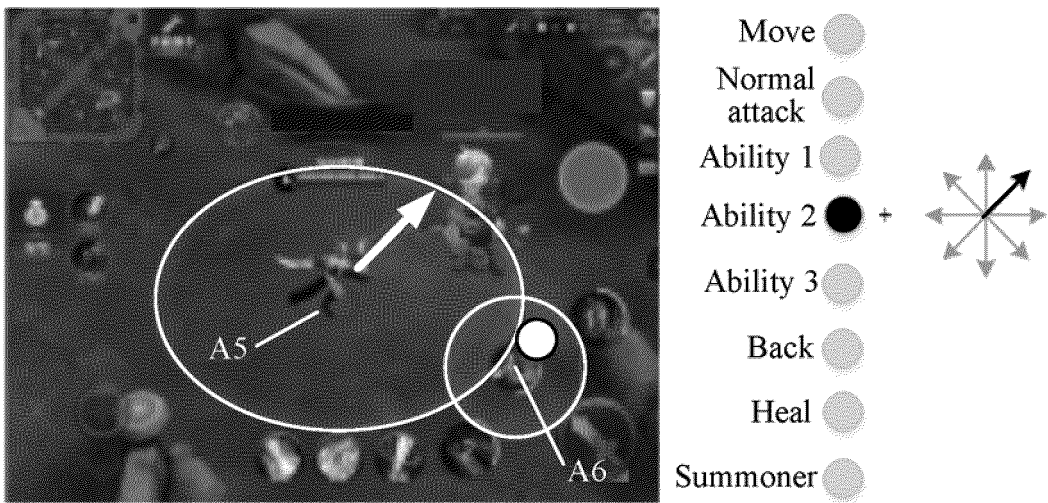 Move
Normal
attack
Ability 1
Ability 2 +
Ability 3
Back
Heal
Summoner
A5
A6